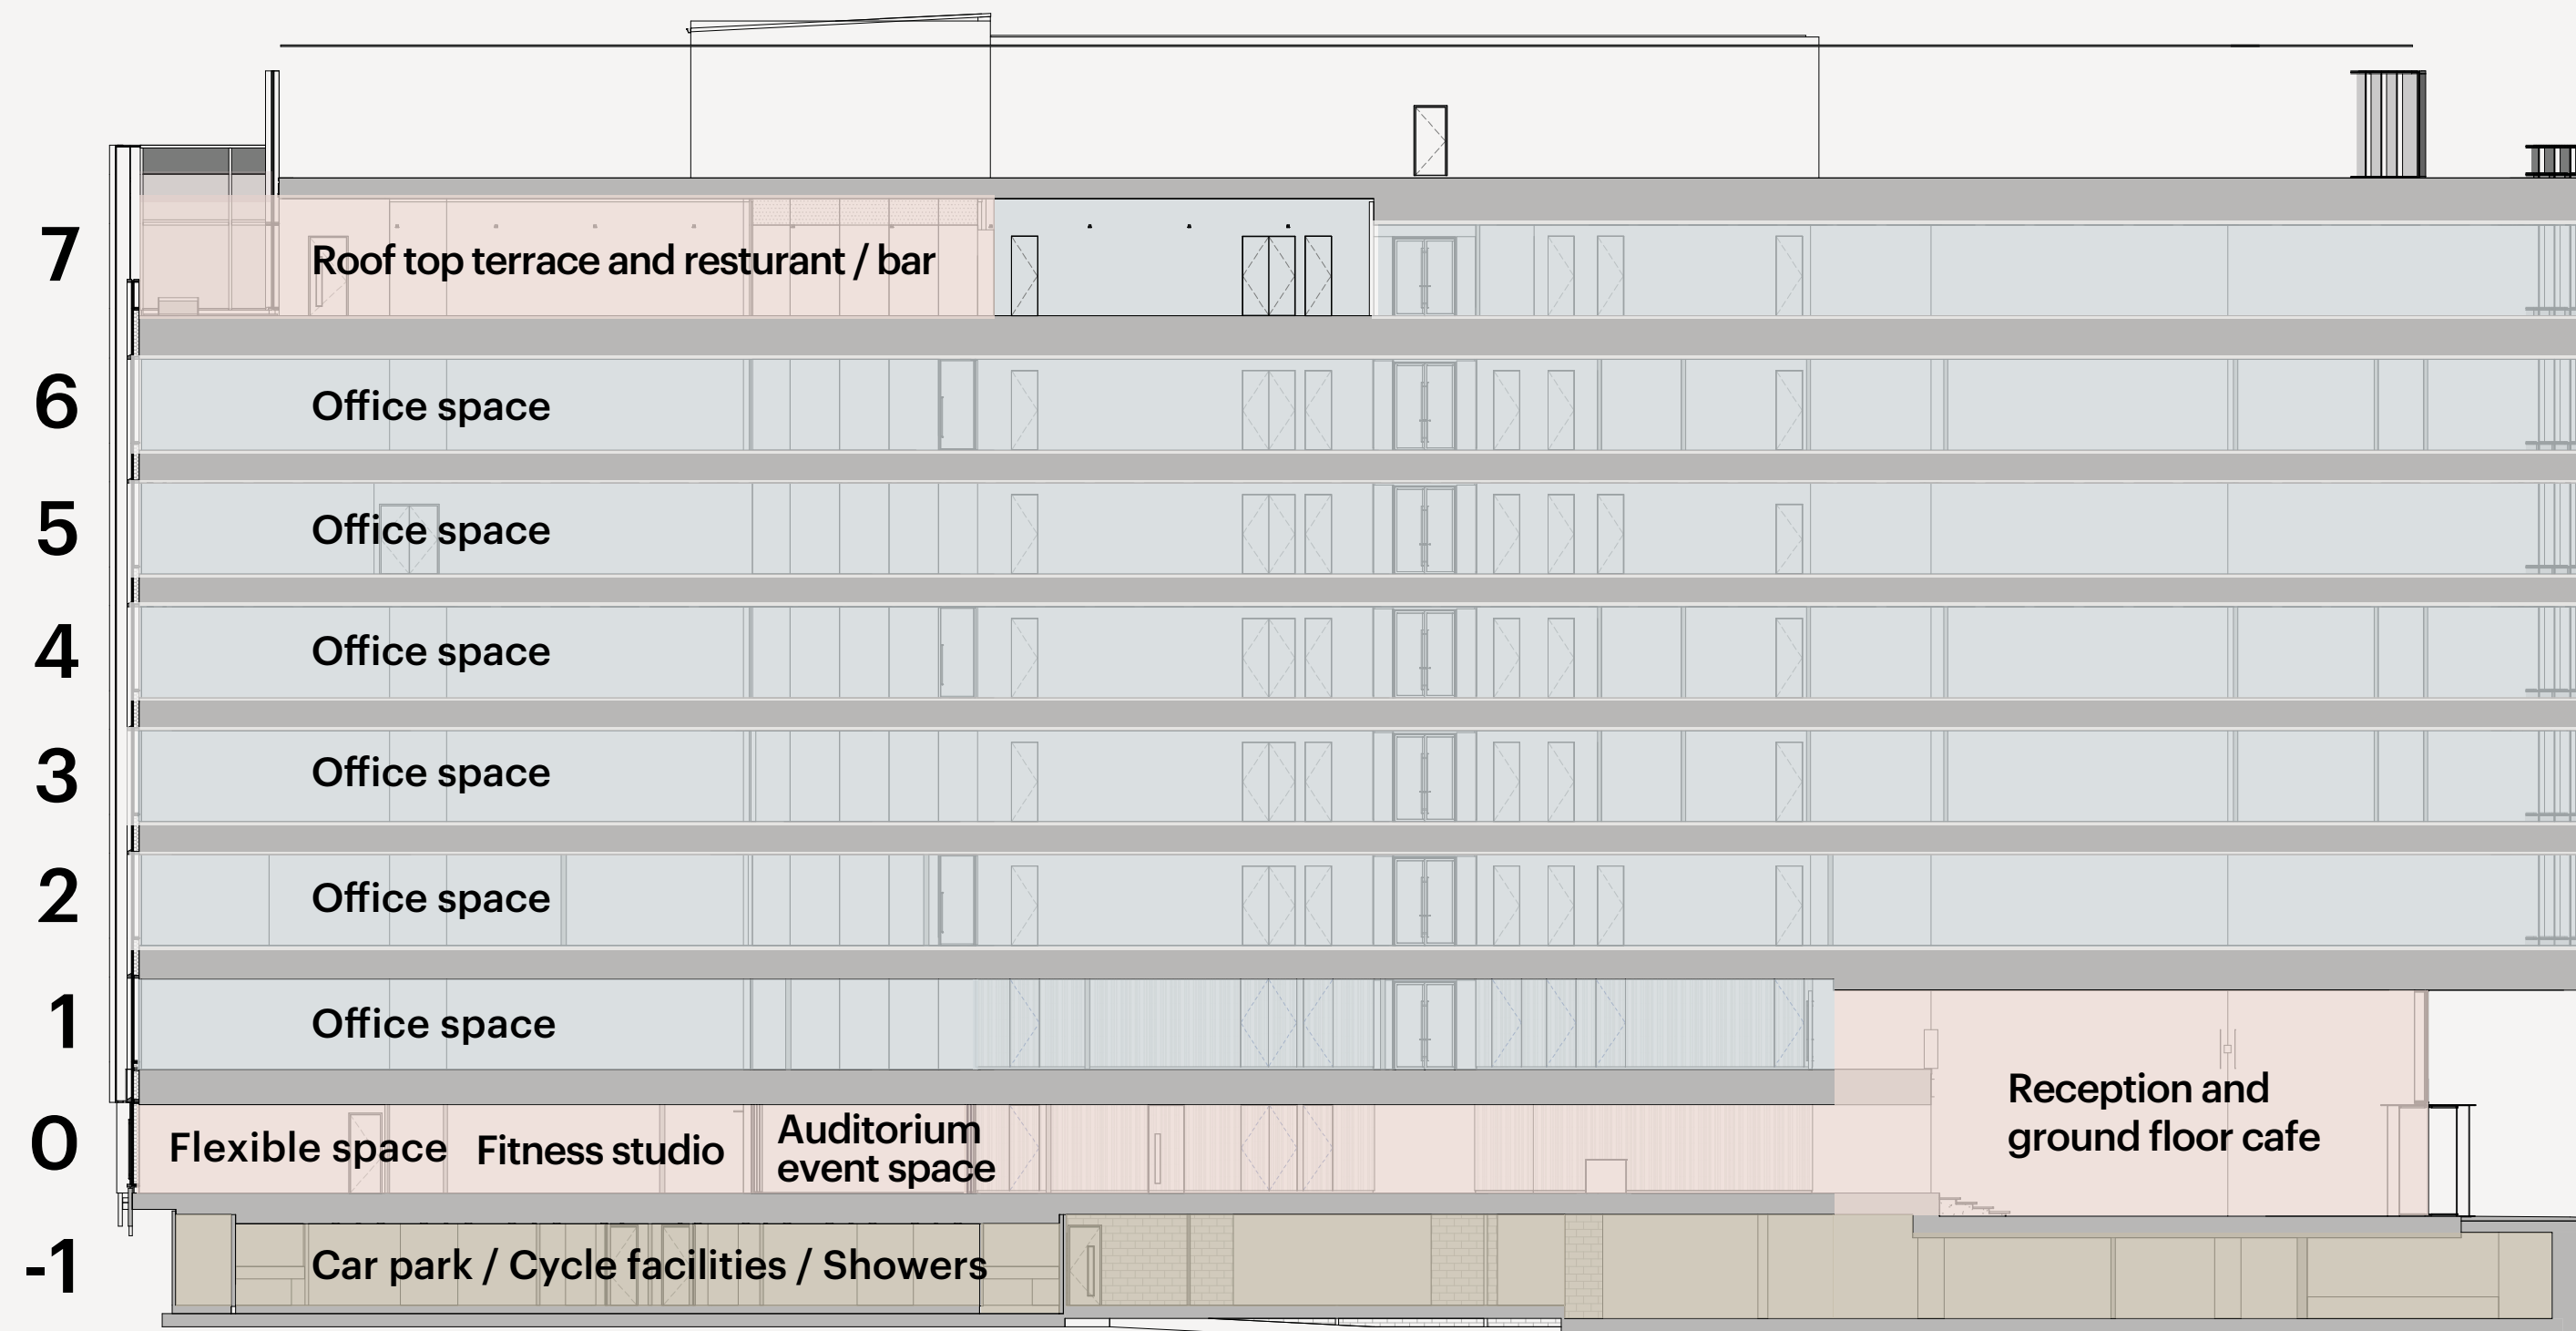 7
Roof top terrace and resturant / bar
6
Office space
5
Office space
4
Office space
3
Office space
2
Office space
1
Office space
Reception and
ground floor cafe
0
Flexible space
Fitness studio
Auditorium
event space
-1
Car park / Cycle facilities / Showers